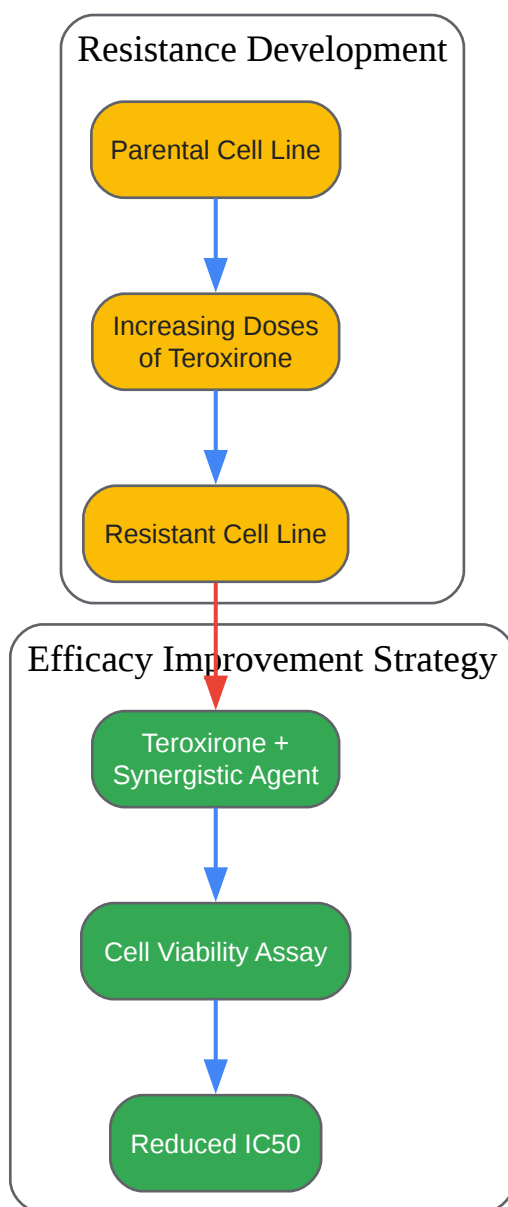 Resistance Development
Parental Cell Line
Increasing Doses
of Teroxirone
Resistant Cell Line
Efficacy Improvement Strategy
Teroxirone +
Synergistic Agent
Cell Viability Assay
Reduced IC50